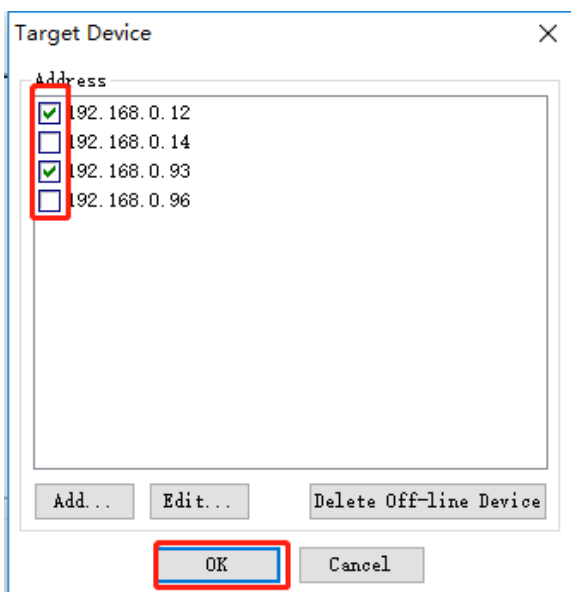 Target Device
Address
192.168.0.12
192.168.0.14
192.168.0.93
192.168.0.96
Add... Edit... Delete Off-line Device
OK Cancel